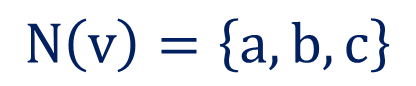 N(v) = {a, b, c}